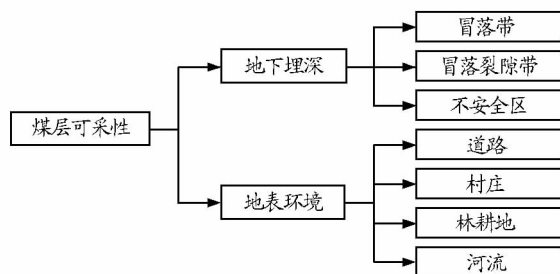 冒落带
地下埋深
冒落裂隙带
不安全区
煤层可采性
道路
村庄
地表环境
林耕地
河流